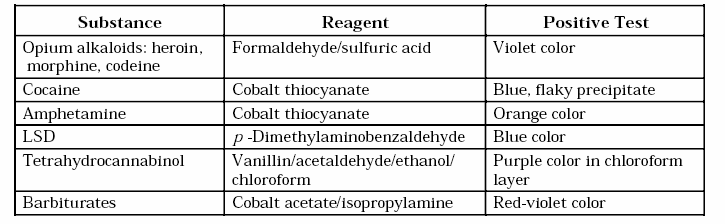 Substance Reagent Positive Test
Opium alkaloids: heroin, Formaldehyde/sulfuric acid Violet color
morphine, codeine
Cocaine Cobalt thiocyanate Blue, flaky precipitate
Amphetamine Cobalt thiocyanate Orange color
LSD p -Dimethylaminobenzaldehyde Blue color
Tetrahydrocannabinol Vanillin/acetaldehyde/ethanol/ Purple color in chloroform
chloroform layer
Barbiturates Cobalt acetate/isopropylamine Red-violet color